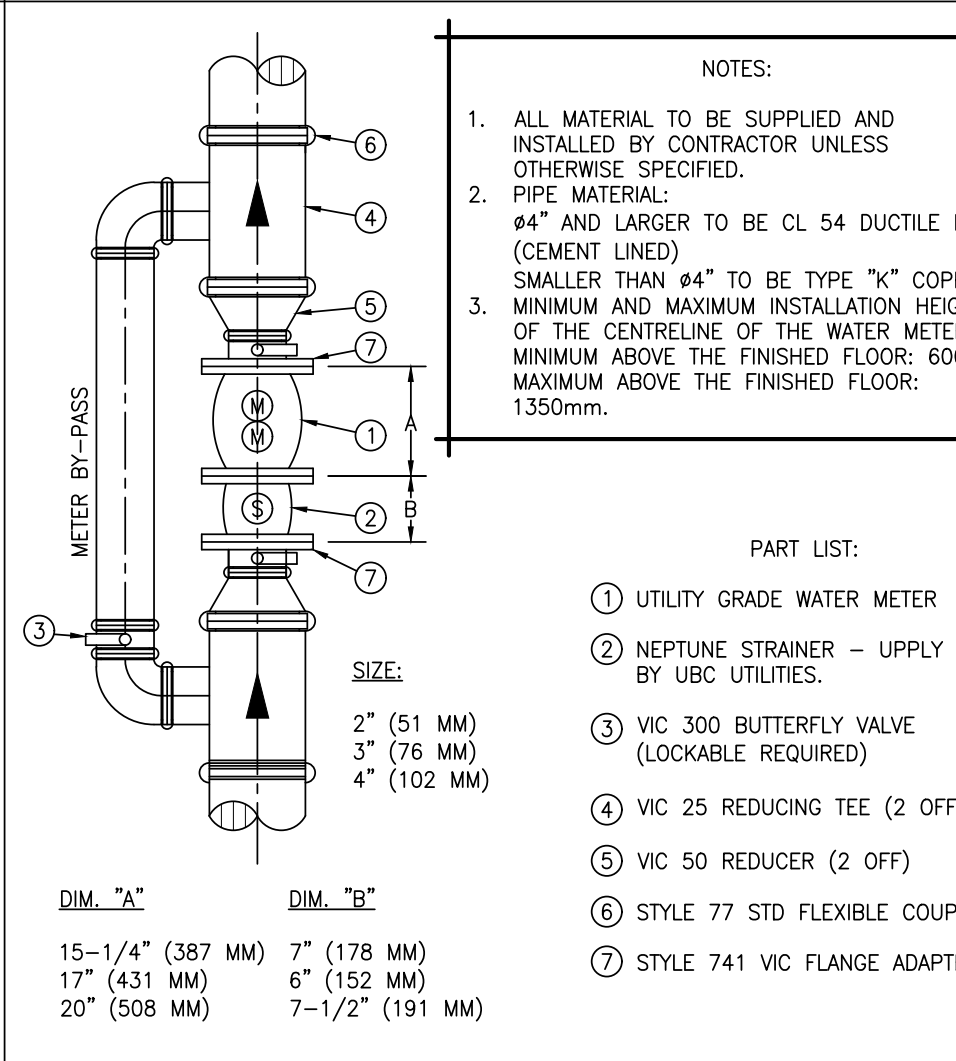 NOTES:
1. ALL MATERIAL TO BE SUPPLIED AND
INSTALLED BY CONTRACTOR UNLESS
OTHERWISE SPECIFIED.
2. PIPE MATERIAL:
ø4" AND LARGER TO BE CL 54 DUCTILE
(CEMENT LINED)
SMALLER THAN ø4" TO BE TYPE "K"
3. MINIMUM AND MAXIMUM INSTALLATION
OF THE CENTRELINE OF THE WATER
MINIMUM ABOVE THE FINISHED FLOOR:
MAXIMUM ABOVE THE FINISHED FLOOR:
1350mm.
6
4
5
7
M
M
1
A
S
2
B
7
3
METER BY-PASS
SIZE:
2" (51 MM)
3" (76 MM)
4" (102 MM)
DIM. "A"
15-1/4" (387 MM)
17" (431 MM)
20" (508 MM)
DIM. "B"
7" (178 MM)
6" (152 MM)
7-1/2" (191 MM)
PART LIST:
1 UTILITY GRADE WATER METER
2 NEPTUNE STRAINER - UPPLY
BY UBC UTILITIES.
3 VIC 300 BUTTERFLY VALVE
(LOCKABLE REQUIRED)
4 VIC 25 REDUCING TEE (2 OFF
5 VIC 50 REDUCER (2 OFF)
6 STYLE 77 STD FLEXIBLE
7 STYLE 741 VIC FLANGE